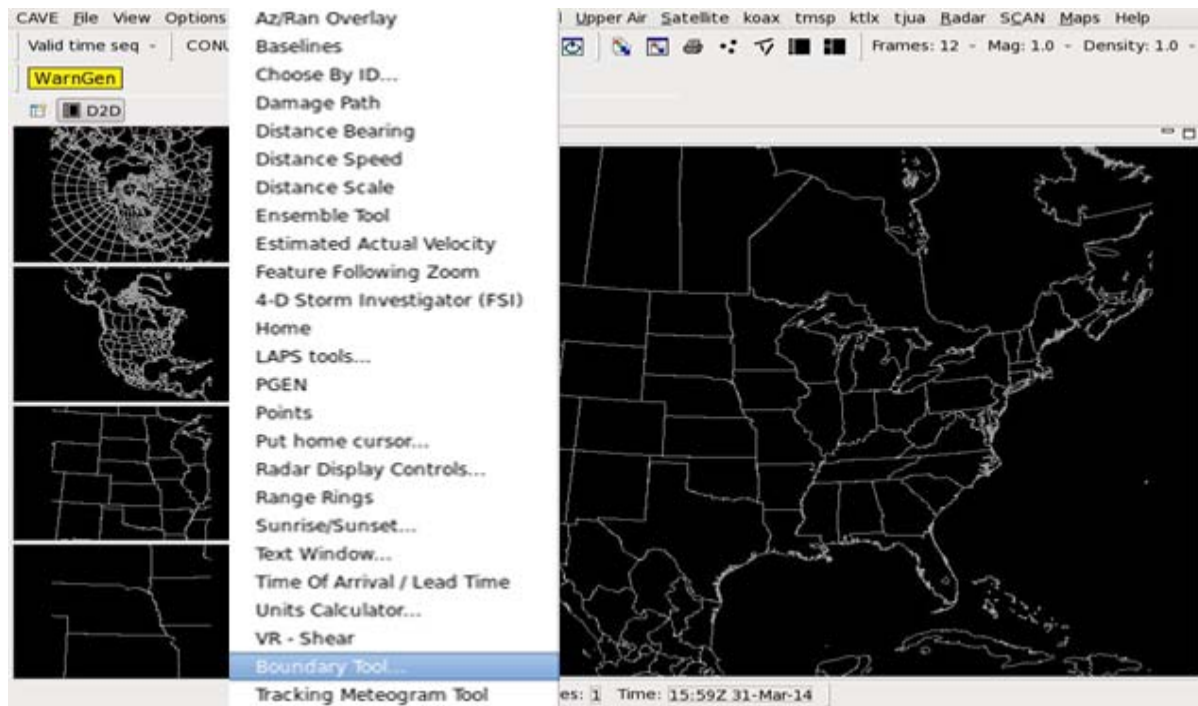 CAVE File View Options
Upper Air Satellite koax tmsp ktlx tjua Radar SCAN Maps Help
Valid time seq
Frames: 12 - Mag: 1.0 - Density: 1.0 -
WarnGen
D2D
Az/Ran Overlay
Baselines
Choose By ID...
Damage Path
Distance Bearing
Distance Speed
Distance Scale
Ensemble Tool
Estimated Actual Velocity
Feature Following Zoom
4-D Storm Investigator (FSI)
Home
LAPS tools...
PGEN
Points
Put home cursor...
Radar Display Controls...
Range Rings
Sunrise/Sunset...
Text Window...
Time Of Arrival / Lead Time
Units Calculator...
VR - Shear
Boundary Tool...
Tracking Meteogram Tool
1 Time: 15:59Z 31-Mar-14